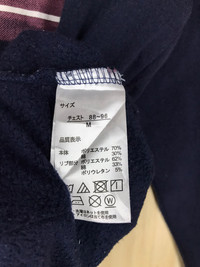 サイズ
チェスト 88~96
M
品質表示
本体 ポリエステル 70%
綿 30%
リブ部分 ポリエステル 62%
綿 33%
ポリウレタン 5%